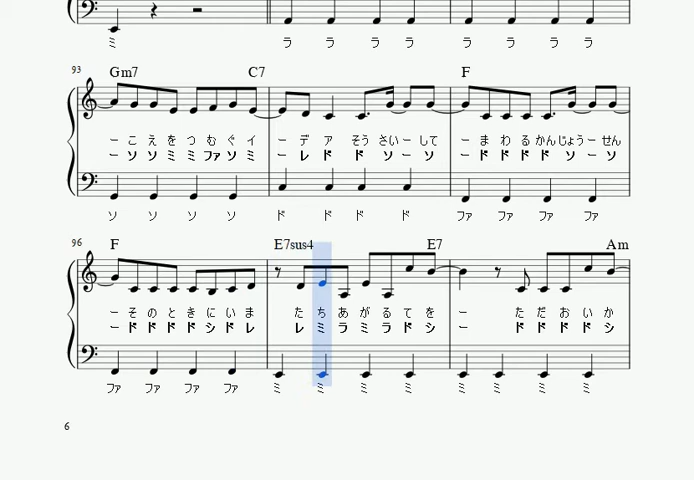 ミ ラ ラ ラ ラ ラ ラ ラ ラ
93 Gm7 C7 F
ー こ え を つ む ぐ イ ー デ ア そう さい ー して ー ま わ る かん じょう ー せん
ー ソ ソ ミ ミ ファ ソ ミ ー レ ド ド ソ ー ソ ー ド ド ド ド ソ ー ソ
ソ ソ ソ ソ ド ド ド ド ファ ファ ファ ファ
96 F E7sus4 E7 Am
ー そ の と き に い ま た ち あ が る て を ー た だ お い か
ー ド ド ド ド シ ド レ レ ミ ラ ミ ラ ド シ ー ド ド ド ド シ
ファ ファ ファ ファ ミ ミ ミ ミ ミ ミ ミ ミ
6